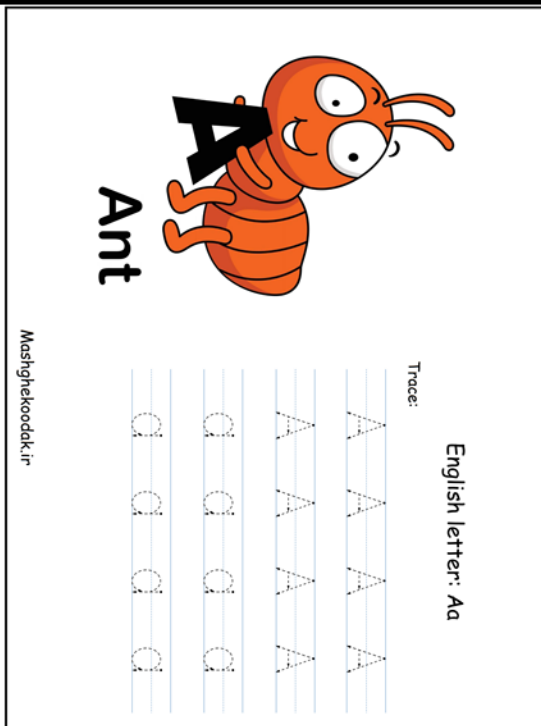 English letter: Aa
Trace:
A A A A
A A A A
a a a a
a a a a
A
Ant
Mashghekoodak.ir